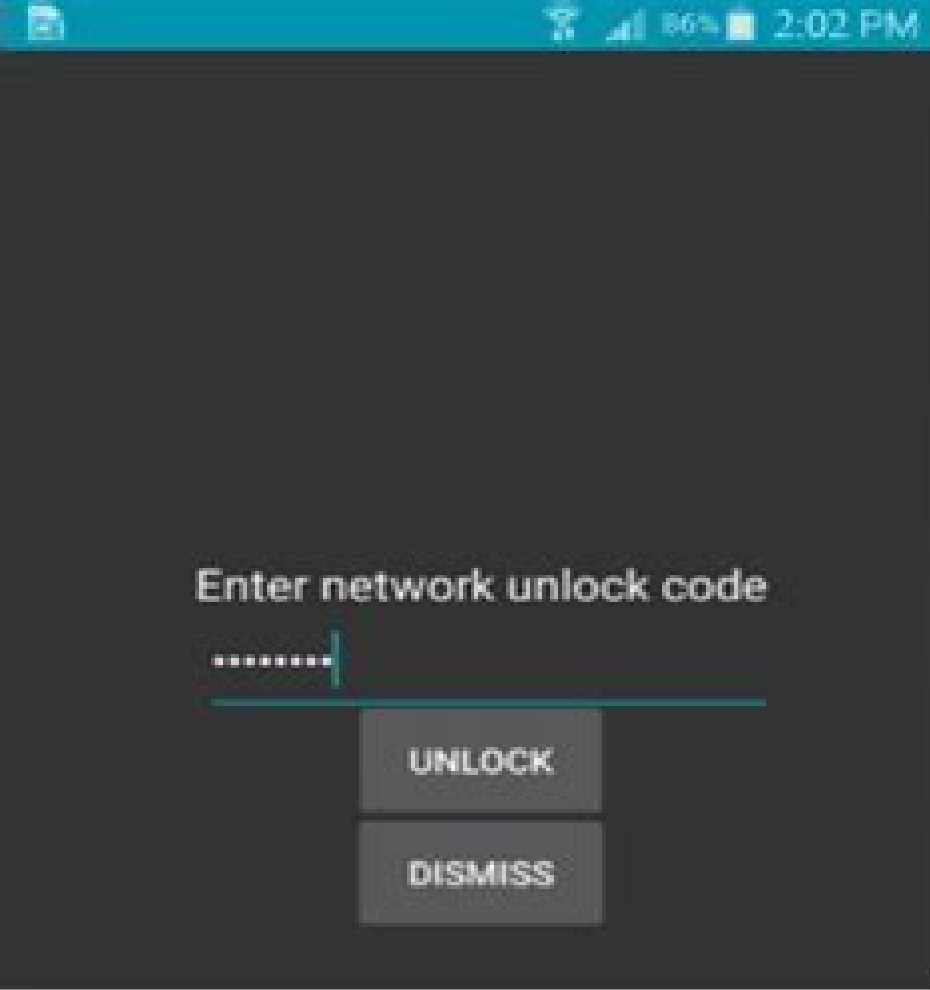 86% 2:02 PM
Enter network unlock code
••••••••
UNLOCK
DISMISS